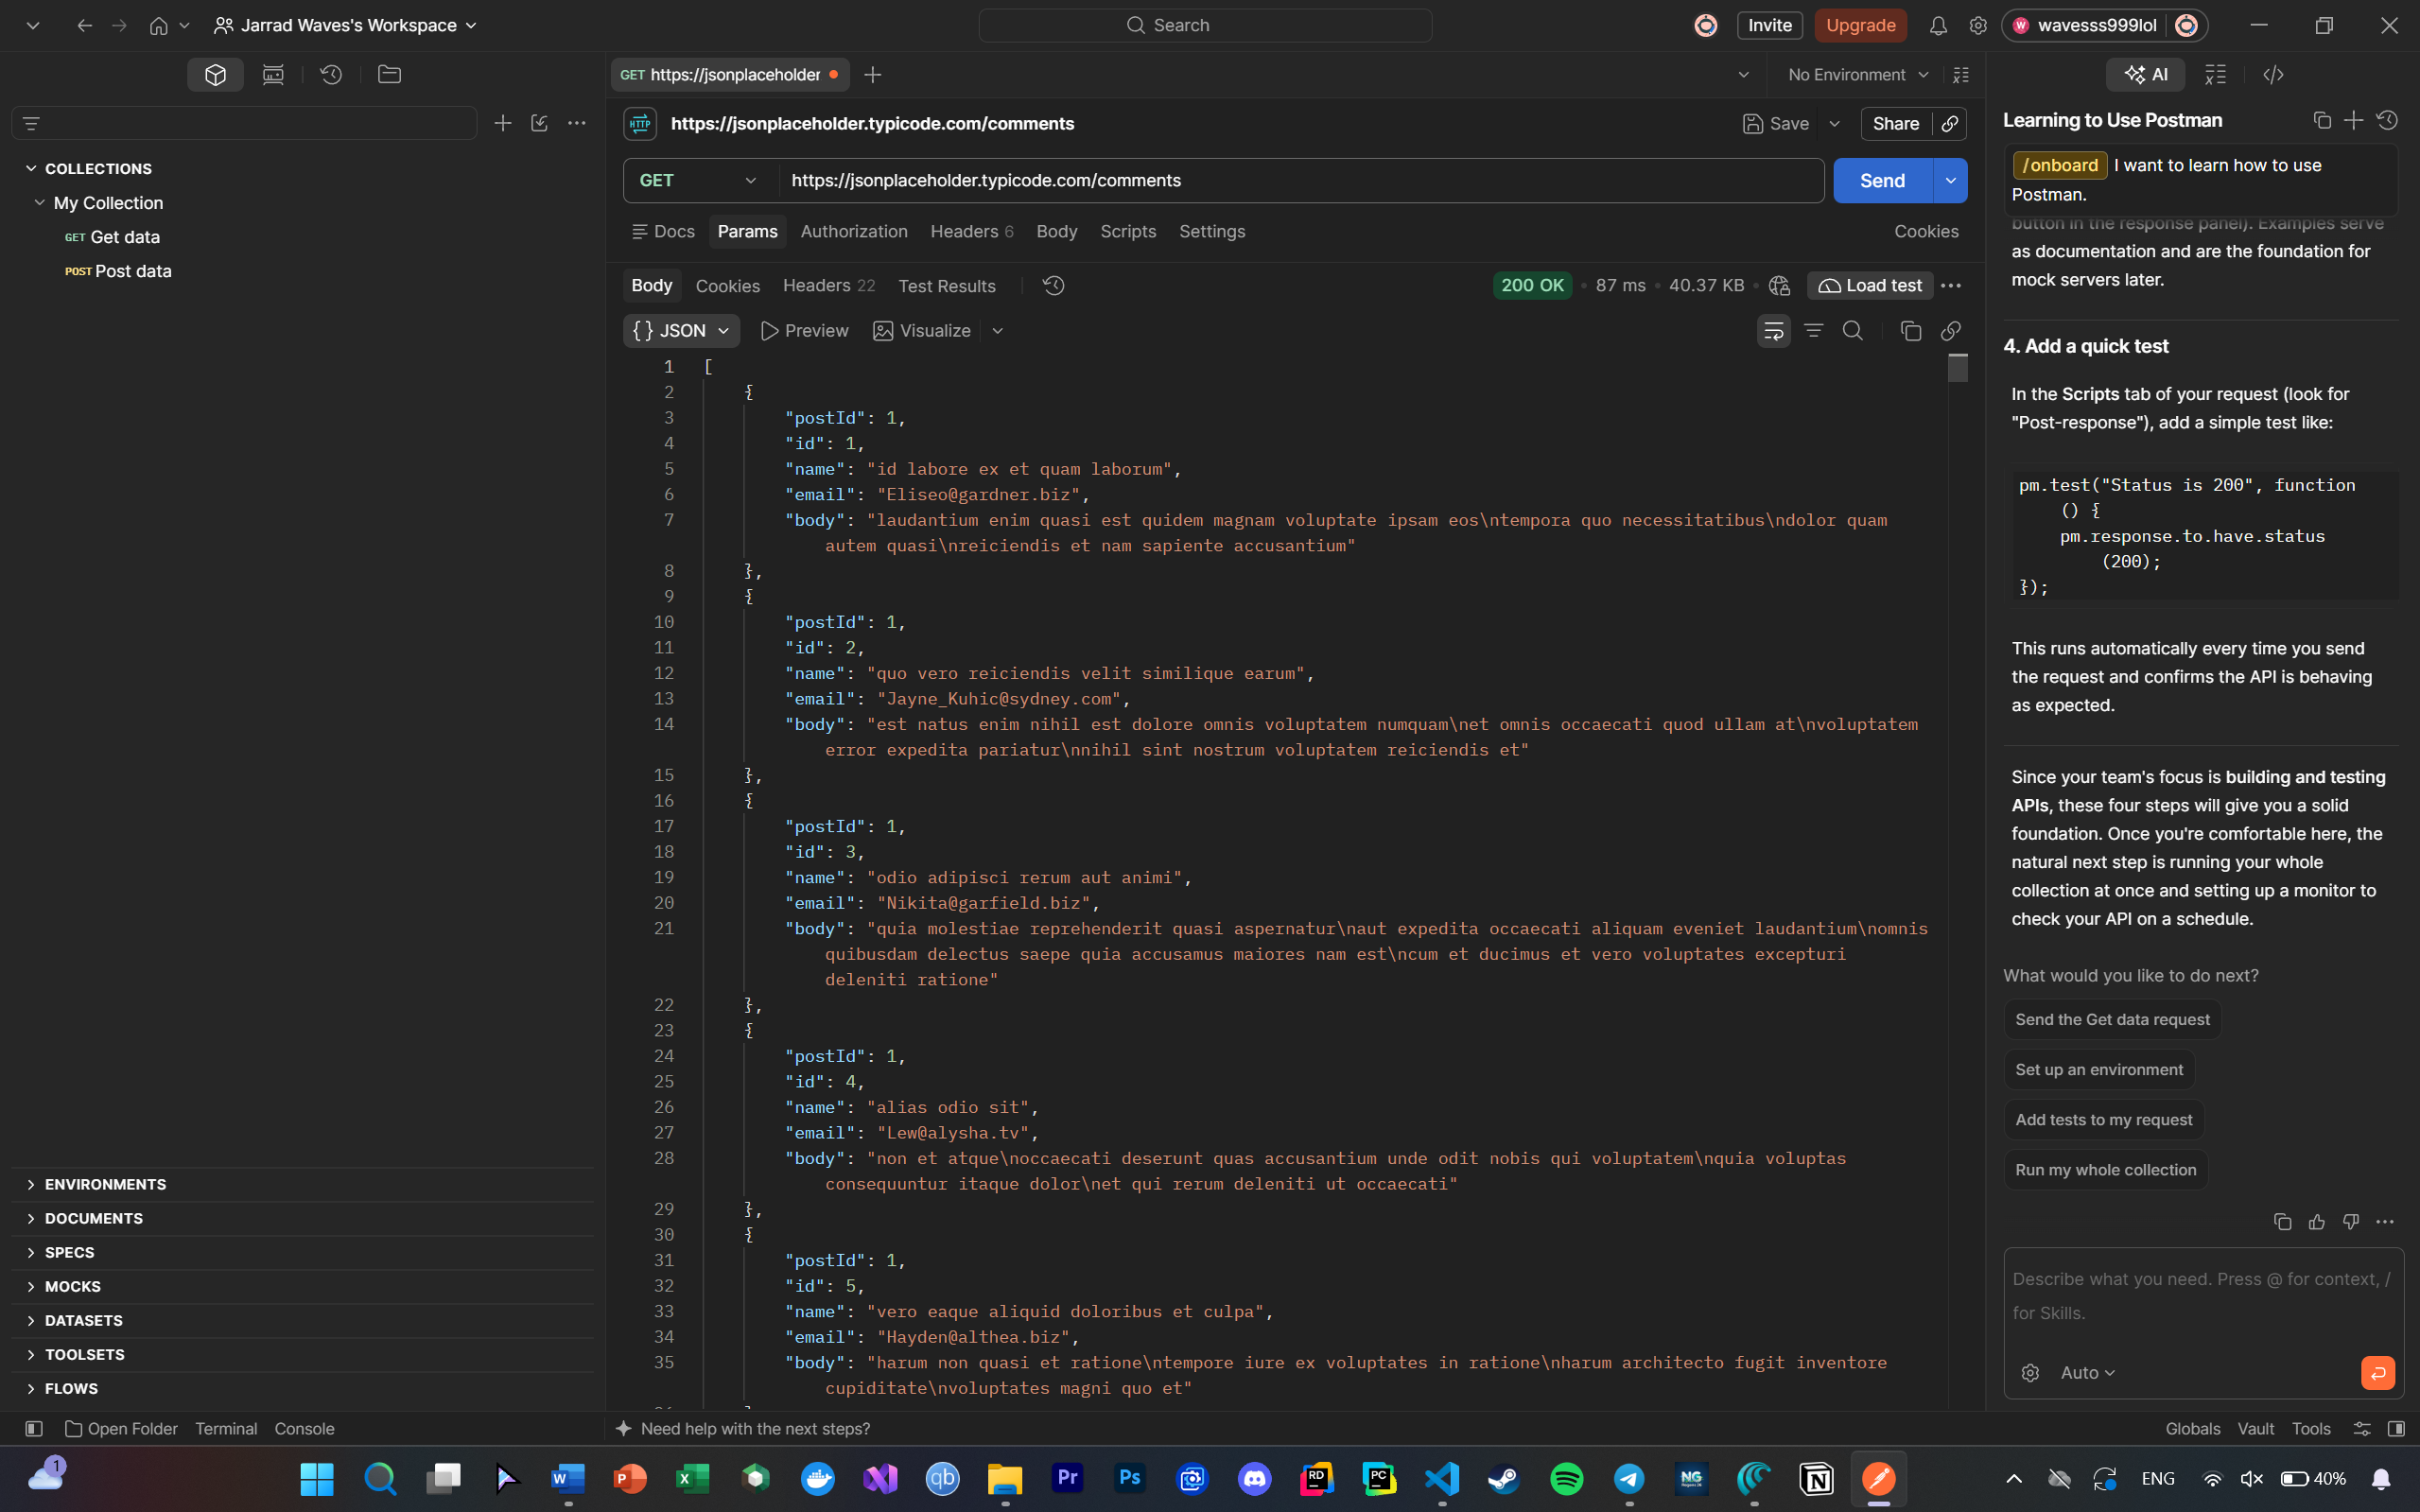 Jarrad Waves's Workspace
Search
Invite
Upgrade
W
wavesss999lol
GET https://jsonplaceholder
No Environment
AI
HTTP
https://jsonplaceholder.typicode.com/comments
Save
Share
Learning to Use Postman
/onboard I want to learn how to use
Postman.
COLLECTIONS
My Collection
GET Get data
POST Post data
GET
https://jsonplaceholder.typicode.com/comments
Send
Docs
Params
Authorization
Headers 6
Body
Scripts
Settings
Cookies
Body
Cookies
Headers 22
Test Results
200 OK
87 ms
40.37 KB
Load test
{} JSON
Preview
Visualize
1 [
2 {
3 "postId": 1,
4 "id": 1,
5 "name": "id labore ex et quam laborum",
6 "email": "Eliseo@gardner.biz",
7 "body": "laudantium enim quasi est quidem magnam voluptate ipsam eos\ntempora quo necessitatibus\ndolor quam
autem quasi\nreiciendis et nam sapiente accusantium"
8 },
9 {
10 "postId": 1,
11 "id": 2,
12 "name": "quo vero reiciendis velit similique earum",
13 "email": "Jayne_Kuhic@sydney.com",
14 "body": "est natus enim nihil est dolore omnis voluptatem numquam\net omnis occaecati quod ullam at\nvoluptatem
error expedita pariatur\nnihil sint nostrum voluptatem reiciendis et"
15 },
16 {
17 "postId": 1,
18 "id": 3,
19 "name": "odio adipisci rerum aut animi",
20 "email": "Nikita@garfield.biz",
21 "body": "quia molestiae reprehenderit quasi aspernatur\naut expedita occaecati aliquam eveniet laudantium\nomnis
quibusdam delectus saepe quia accusamus maiores nam est\ncum et ducimus et vero voluptates excepturi
deleniti ratione"
22 },
23 {
24 "postId": 1,
25 "id": 4,
26 "name": "alias odio sit",
27 "email": "Lew@alysha.tv",
28 "body": "non et atque\noccaecati deserunt quas accusantium unde odit nobis qui voluptatem\nquia voluptas
consequuntur itaque dolor\net qui rerum deleniti ut occaecati"
29 },
30 {
31 "postId": 1,
32 "id": 5,
33 "name": "vero eaque aliquid doloribus et culpa",
34 "email": "Hayden@althea.biz",
35 "body": "harum non quasi et ratione\ntempore iure ex voluptates in ratione\nharum architecto fugit inventore
cupiditate\nvoluptates magni quo et"
button in the response panel). Examples serve
as documentation and are the foundation for
mock servers later.
4. Add a quick test
In the Scripts tab of your request (look for
"Post-response"), add a simple test like:
pm.test("Status is 200", function
() {
pm.response.to.have.status
(200);
});
This runs automatically every time you send
the request and confirms the API is behaving
as expected.
Since your team's focus is building and testing
APIs, these four steps will give you a solid
foundation. Once you're comfortable here, the
natural next step is running your whole
collection at once and setting up a monitor to
check your API on a schedule.
What would you like to do next?
Send the Get data request
Set up an environment
Add tests to my request
Run my whole collection
Describe what you need. Press @ for context, /
for Skills.
Auto
ENVIRONMENTS
DOCUMENTS
SPECS
MOCKS
DATASETS
TOOLSETS
FLOWS
Open Folder
Terminal
Console
Need help with the next steps?
Globals
Vault
Tools
1
W
P
X
qb
Pr
Ps
RD
PC
NG
N
ENG
40%